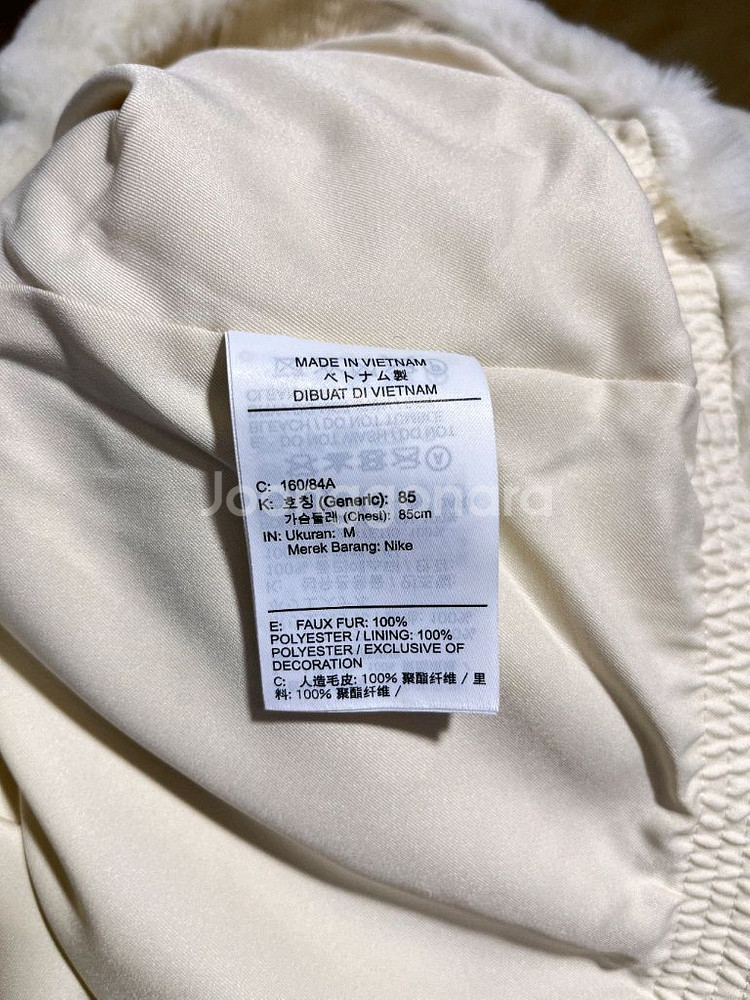 MADE IN VIETNAM
ベトナム製
DIBUAT DI VIETNAM
C: 160/84A
K: 호칭 (Generic): 85
가슴둘레 (Chest): 85cm
IN: Ukuran: M
Merek Barang: Nike
E: FAUX FUR: 100%
POLYESTER / LINING: 100%
POLYESTER / EXCLUSIVE OF
DECORATION
C: 人造毛皮: 100% 聚酯纤维 / 里
料: 100% 聚酯纤维 /
Joonggonara